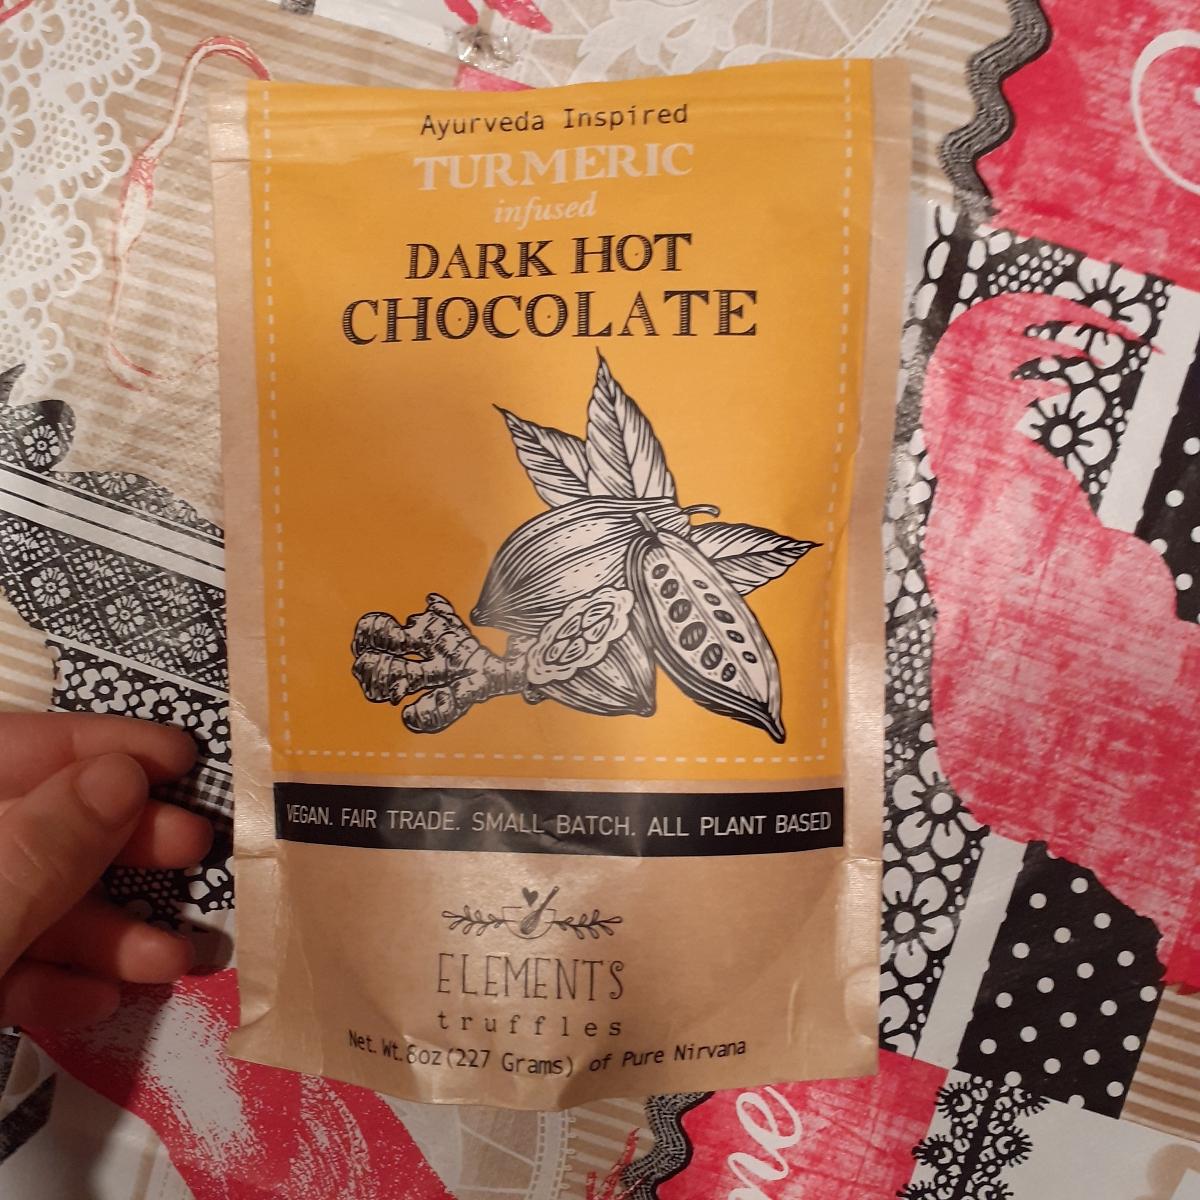 Ayurveda Inspired
TURMERIC
infused
DARK HOT
CHOCOLATE
VEGAN. FAIR TRADE. SMALL BATCH. ALL PLANT BASED
ELEMENTS
truffles
Net. Wt. 8oz (227 Grams) of Pure Nirvana